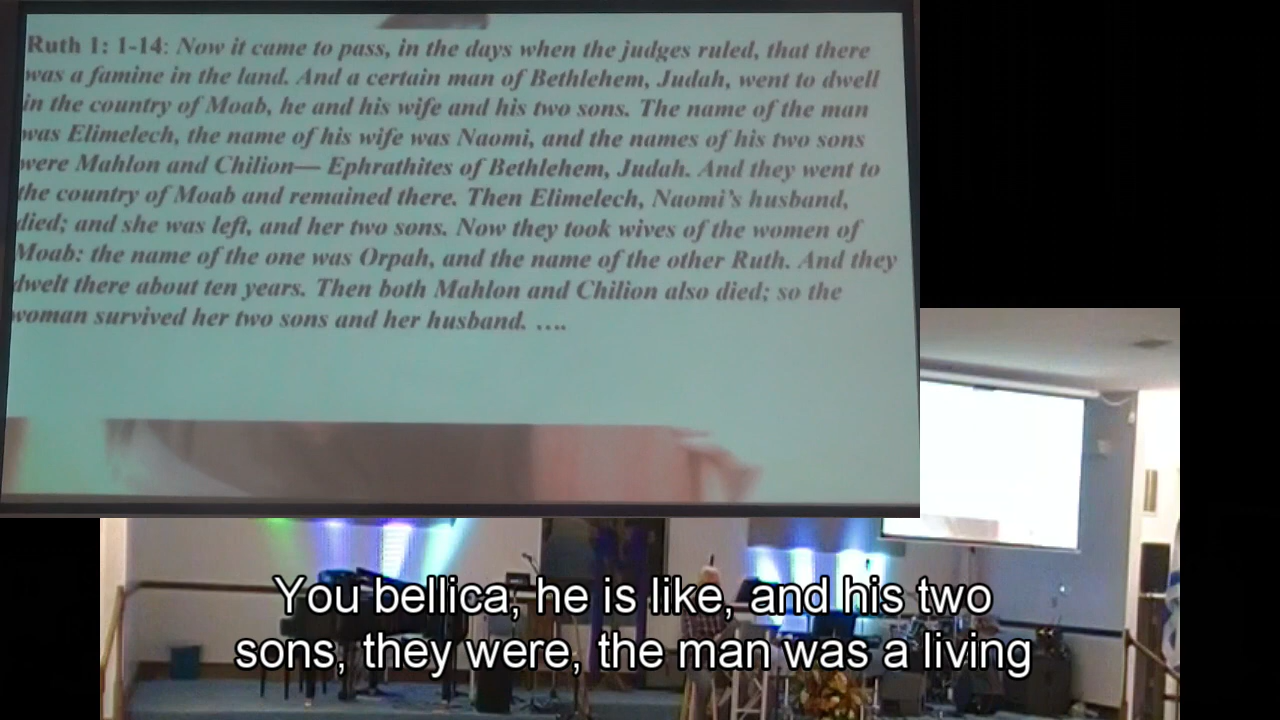 Ruth 1: 1-14: Now it came to pass, in the days when the judges ruled, that there
was a famine in the land. And a certain man of Bethlehem, Judah, went to dwell
in the country of Moab, he and his wife and his two sons. The name of the man
was Elimelech, the name of his wife was Naomi, and the names of his two sons
were Mahlon and Chilion— Ephrathites of Bethlehem, Judah. And they went to
the country of Moab and remained there. Then Elimelech, Naomi's husband,
died; and she was left, and her two sons. Now they took wives of the women of
Moab: the name of the one was Orpah, and the name of the other Ruth. And they
dwelt there about ten years. Then both Mahlon and Chilion also died; so the
woman survived her two sons and her husband. ....
You bellica, he is like, and his two
sons, they were, the man was a living